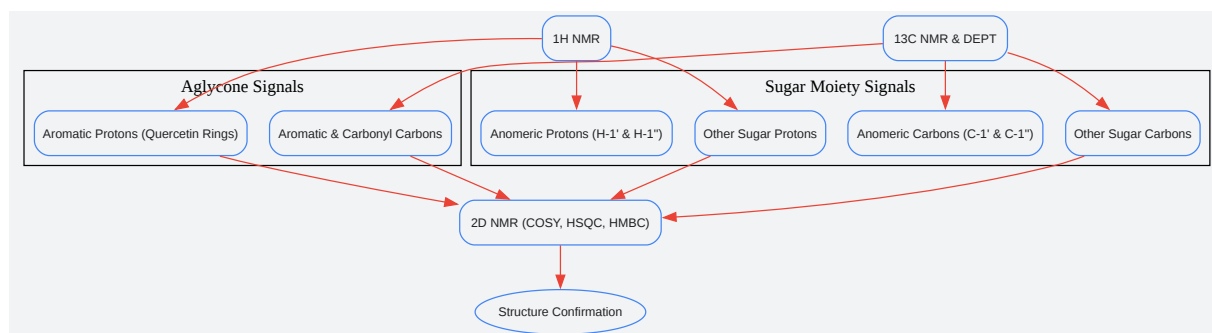 1H NMR
13C NMR & DEPT
Aglycone Signals
Sugar Moiety Signals
Aromatic Protons (Quercetin Rings)
Aromatic & Carbonyl Carbons
Anomeric Protons (H-1' & H-1")
Other Sugar Protons
Anomeric Carbons (C-1' & C-1")
Other Sugar Carbons
2D NMR (COSY, HSQC, HMBC)
Structure Confirmation